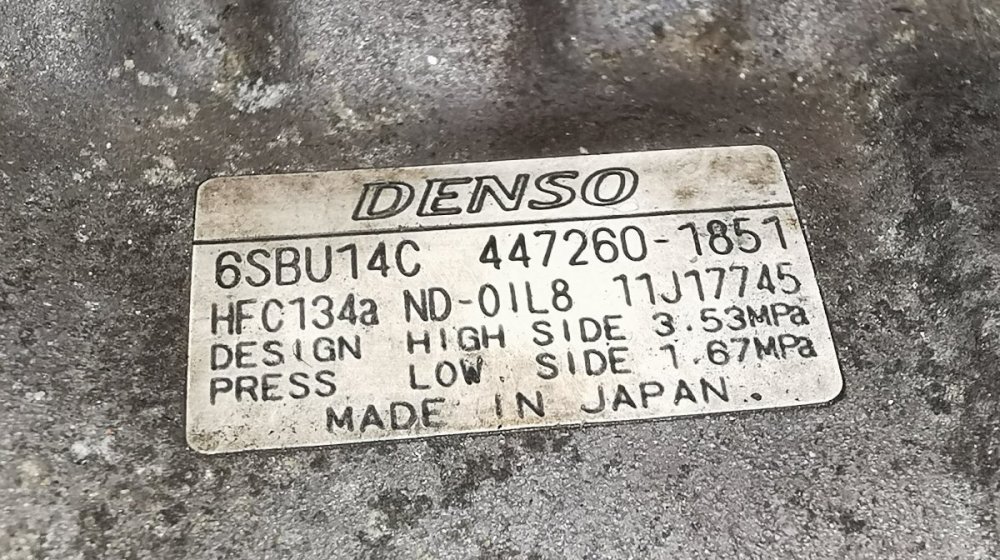 DENSO
6SBU14C 447260-1851
HFC134a ND-OIL8 11J17745
DESIGN HIGH SIDE 3.53MPa
PRESS LOW SIDE 1.67MPa
MADE IN JAPAN.